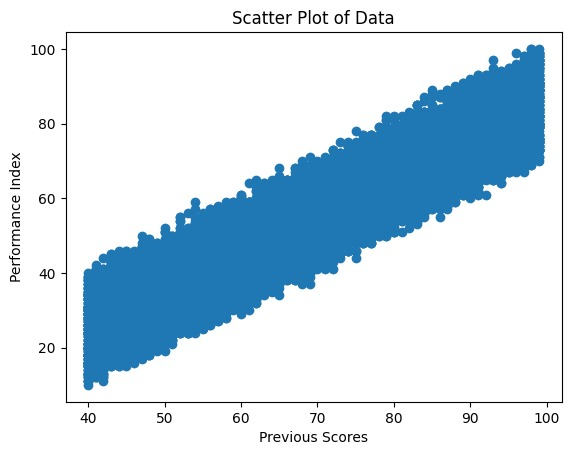 Scatter Plot of Data
100
80
60
40
20
Performance Index
40 50 60 70 80 90 100
Previous Scores